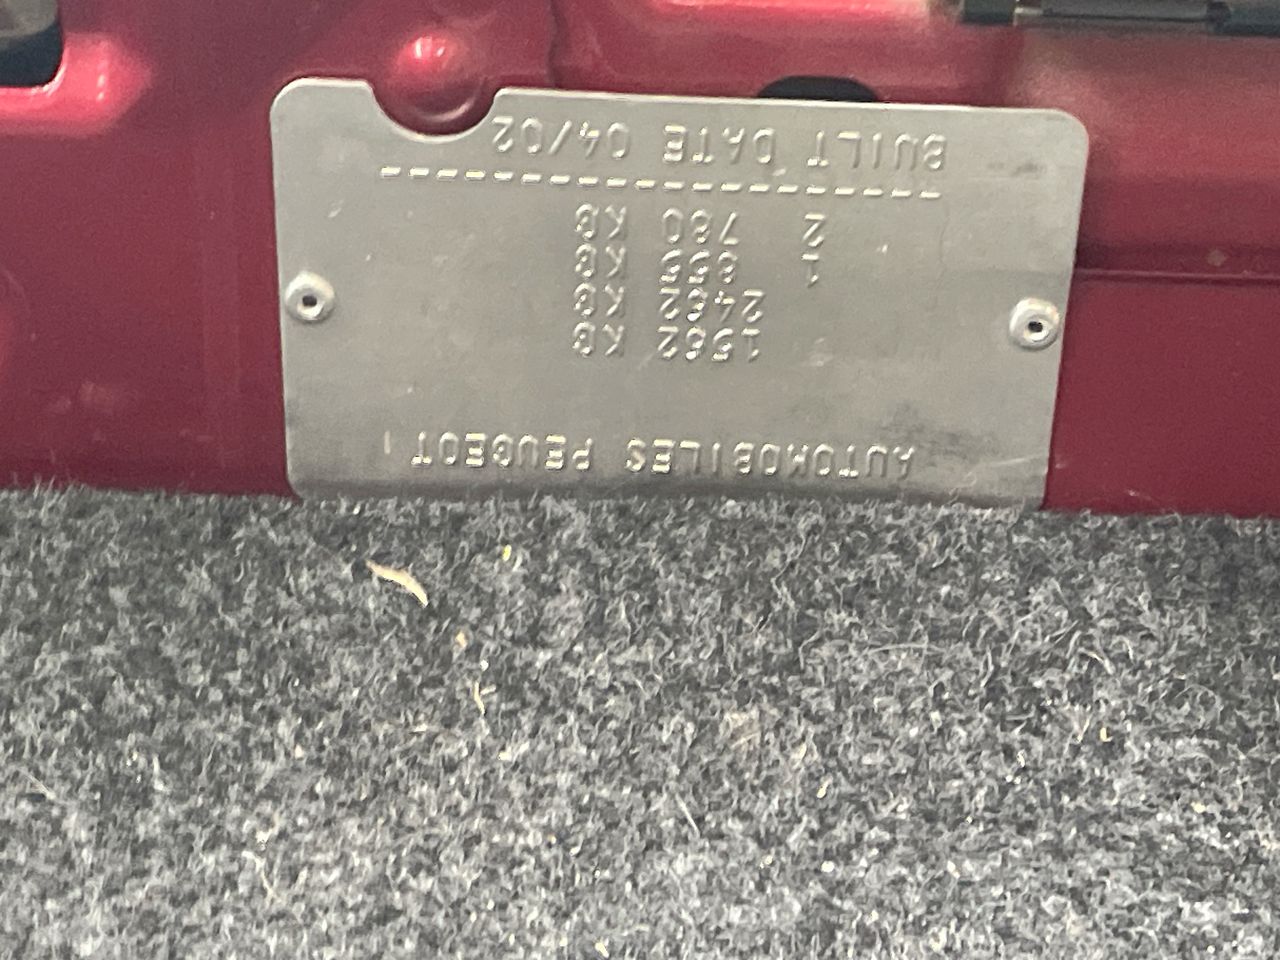 AUTOMOBILES PEUGEOT
1562 KG
2462 KG
1 855 KG
2 780 KG
--------------------
BUILT DATE 04/02